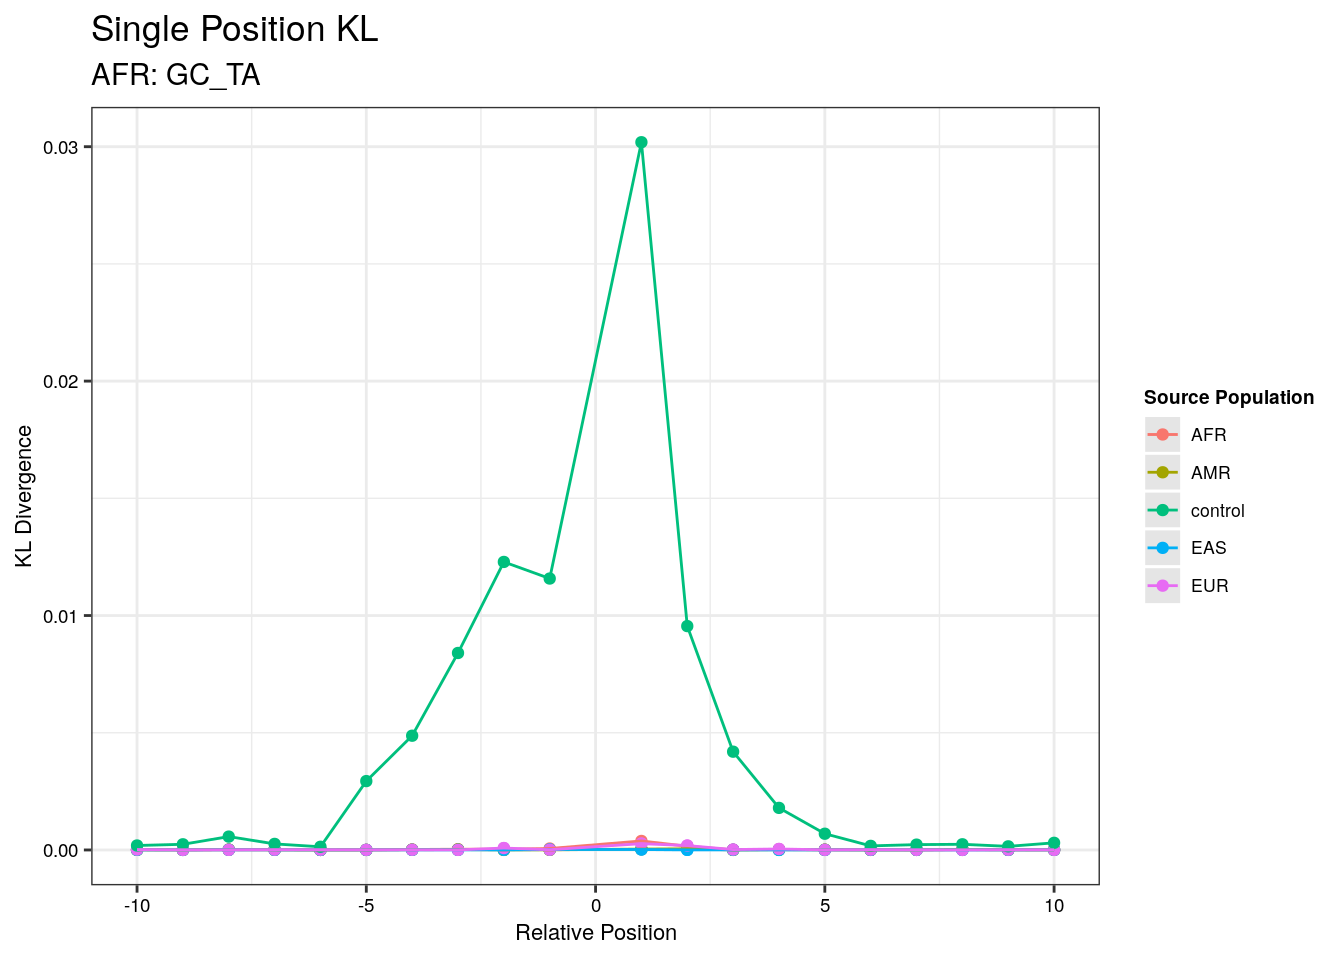 Single Position KL
AFR: GC_TA
0.03
0.02
0.01
0.00
KL Divergence
-10
-5
0
5
10
Relative Position
Source Population
AFR
AMR
control
EAS
EUR